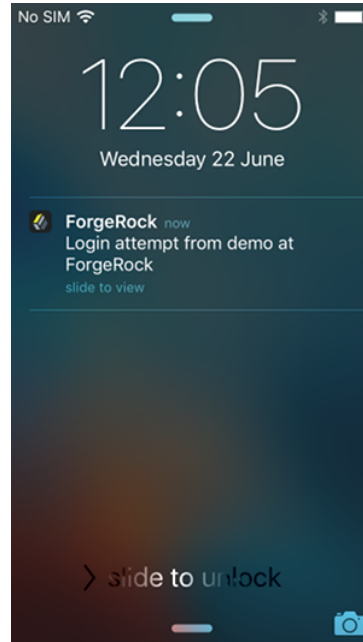 No SIM
12:05
Wednesday 22 June
ForgeRock now
Login attempt from demo at
ForgeRock
slide to view
slide to unlock